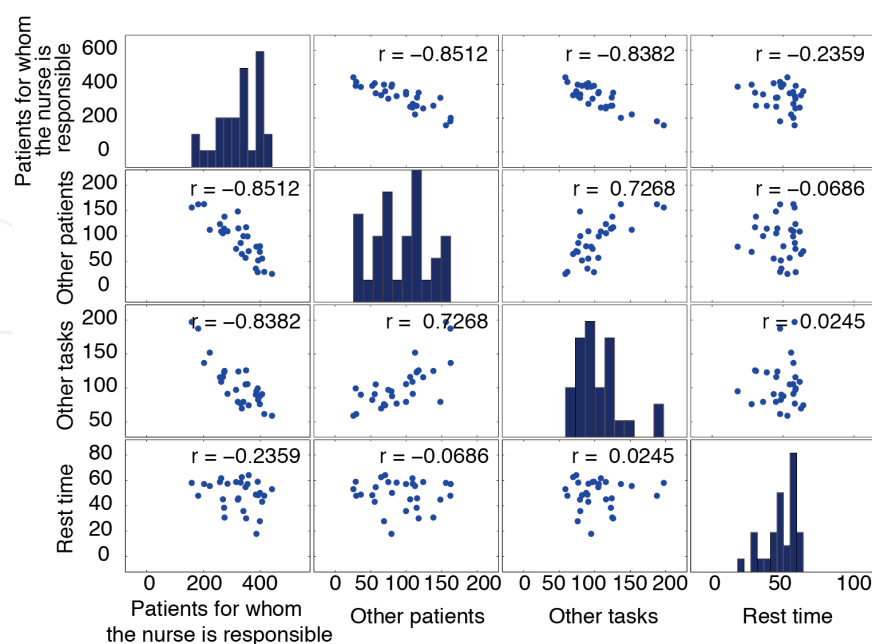 Patients for whom
the nurse is
responsible
600
400
200
0
r = −0.8512
r = −0.8382
r = −0.2359
Other patients
200
150
100
50
0
r = −0.8512
r = 0.7268
r = −0.0686
Other tasks
200
150
100
50
r = −0.8382
r = 0.7268
r = 0.0245
Rest time
80
60
40
20
0
r = −0.2359
r = −0.0686
r = 0.0245
0 200 400
0 50 100 150 200
0 50 100 150 200
0 50 100
Patients for whom
the nurse is responsible
Other patients
Other tasks
Rest time